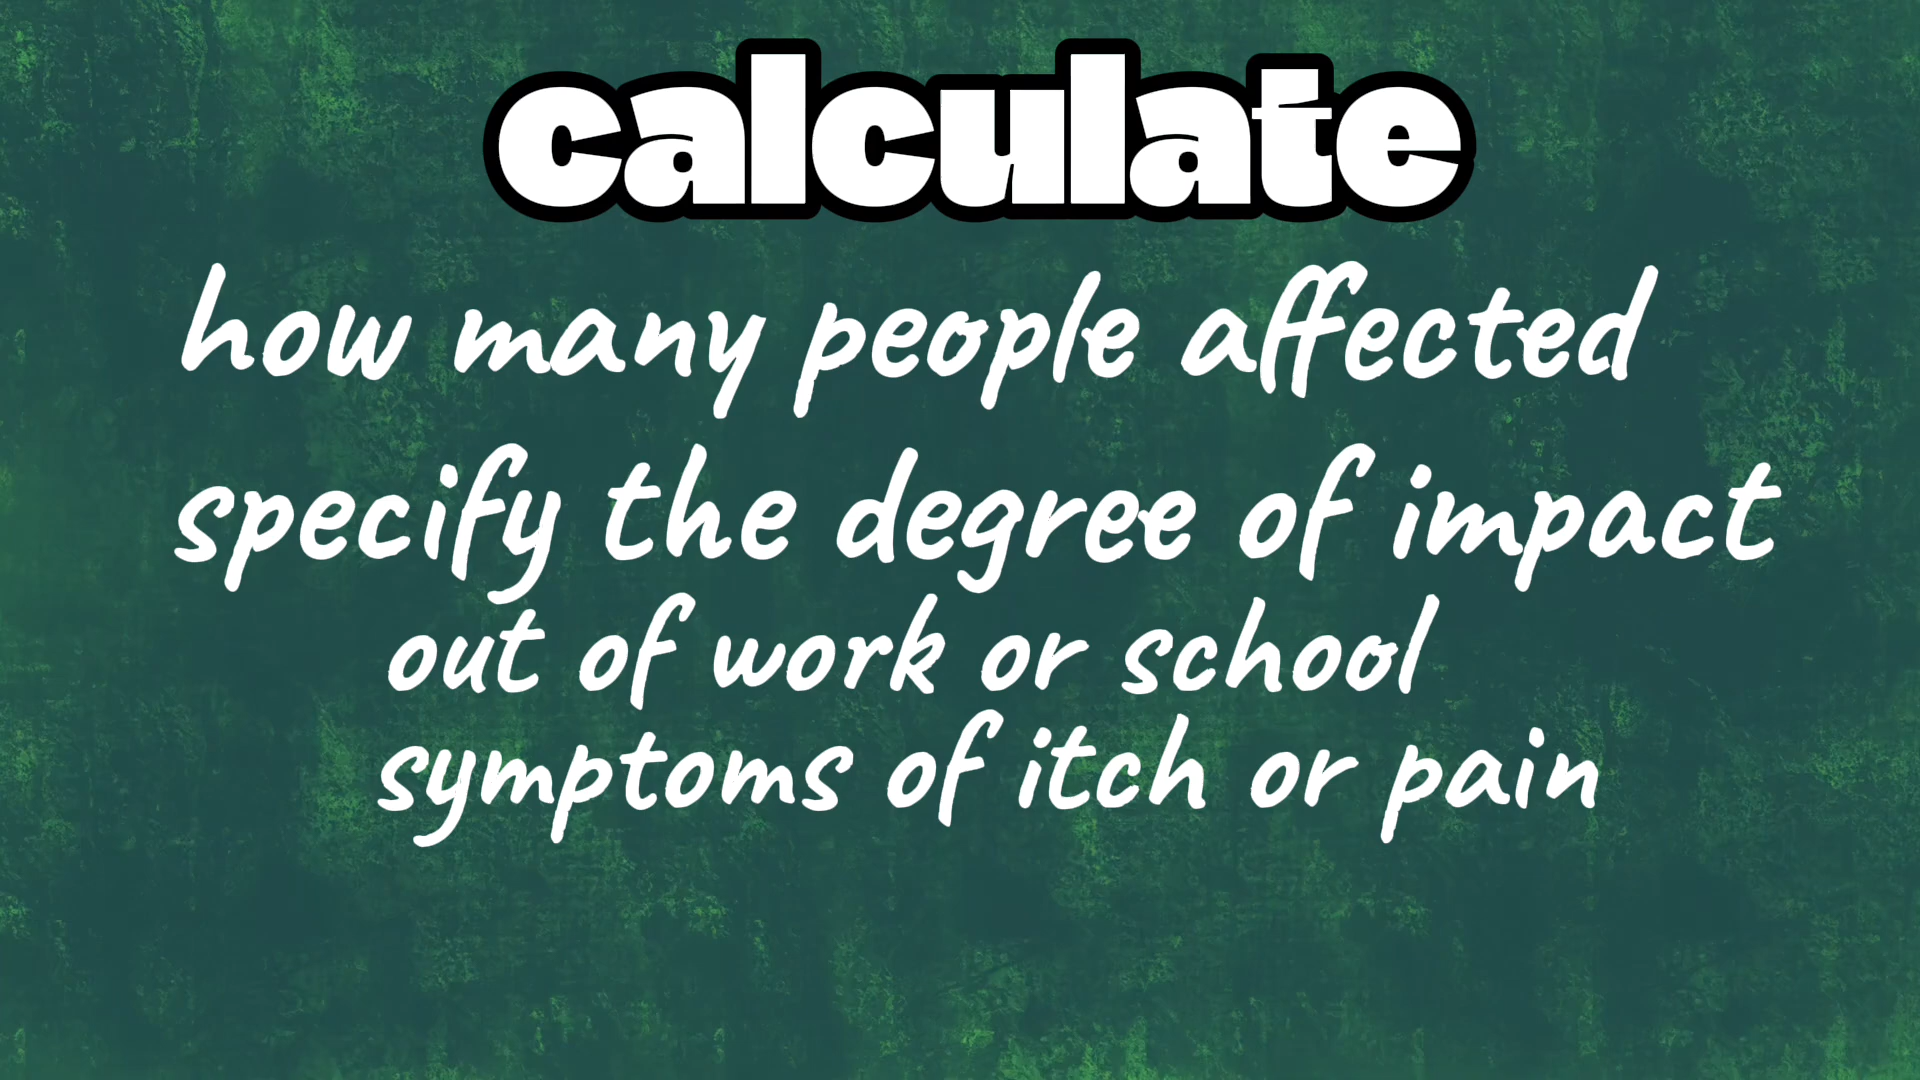 calculate
how many people affected
specify the degree of impact
out of work or school
symptoms of itch or pain